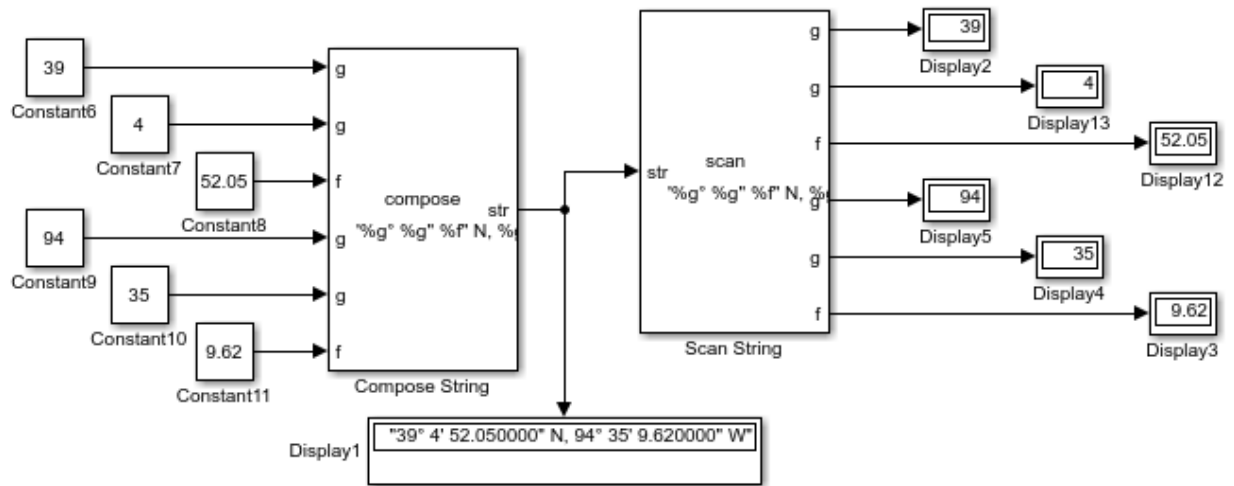 39
Constant6
4
Constant7
52.05
Constant8
94
Constant9
35
Constant10
9.62
Constant11
g
g
f
g
g
f
compose
"%g° %g'' %f" N, %g
str
Compose String
"39° 4' 52.050000" N, 94° 35' 9.620000" W"
Display1
str
scan
"%g° %g'' %f" N, %g
g
g
f
g
g
f
Scan String
39
Display2
4
Display13
52.05
Display12
94
Display5
35
Display4
9.62
Display3